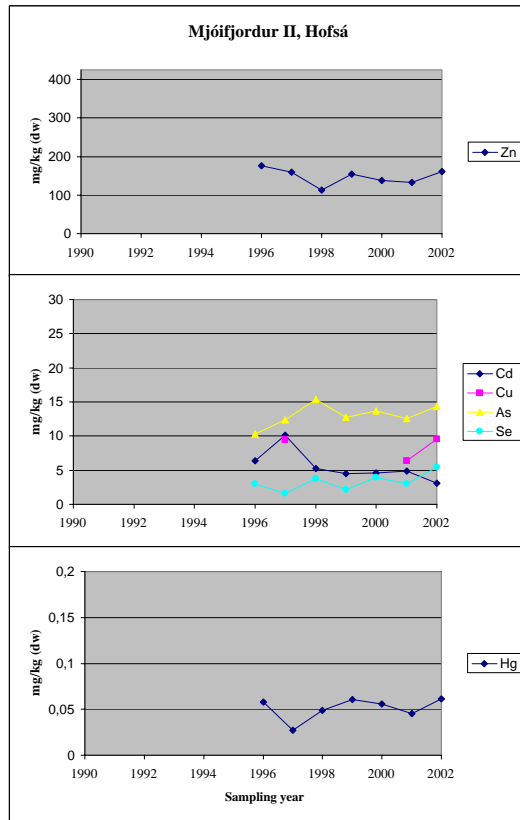 Mjóifjordur II, Hofsá
mg/kg (dw)
400
300
200
100
0
1990 1992 1994 1996 1998 2000 2002
Zn
mg/kg (dw)
30
25
20
15
10
5
0
1990 1992 1994 1996 1998 2000 2002
Cd
Cu
As
Se
mg/kg (dw)
0,2
0,15
0,1
0,05
0
1990 1992 1994 1996 1998 2000 2002
Sampling year
Hg